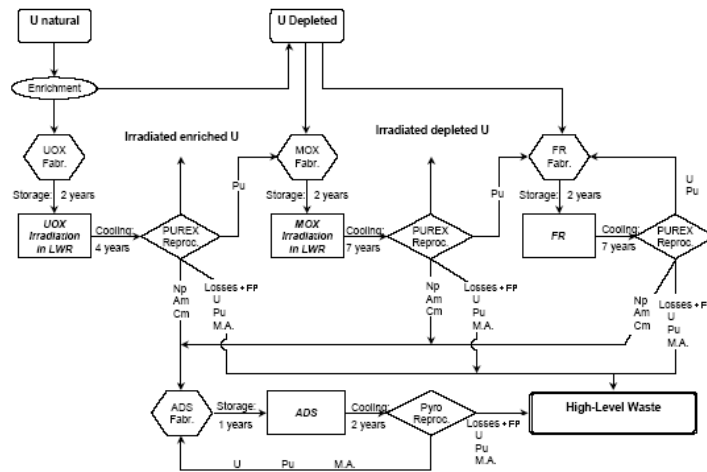 U natural
U Depleted
Enrichment
Irradiated enriched U
Irradiated depleted U
UOX
Fabr.
MOX
Fabr.
FR
Fabr.
Pu
Pu
U
Pu
Storage: 2 years
Storage: 2 years
Storage: 2 years
UOX
Irradiation
in LWR
Cooling:
4 years
PUREX
Reproc.
MOX
Irradiation
in LWR
Cooling:
7 years
PUREX
Reproc.
FR
Cooling:
7 years
PUREX
Reproc.
Np
Am
Cm
Losses + FP
U
Pu
M.A.
Np
Am
Cm
Losses + FP
U
Pu
M.A.
Np
Am
Cm
Losses + F
U
Pu
M.A.
ADS
Fabr.
Storage:
1 years
ADS
Cooling:
2 years
Pyro
Reproc.
Losses + FP
U
Pu
M.A.
High-Level Waste
U Pu M.A.